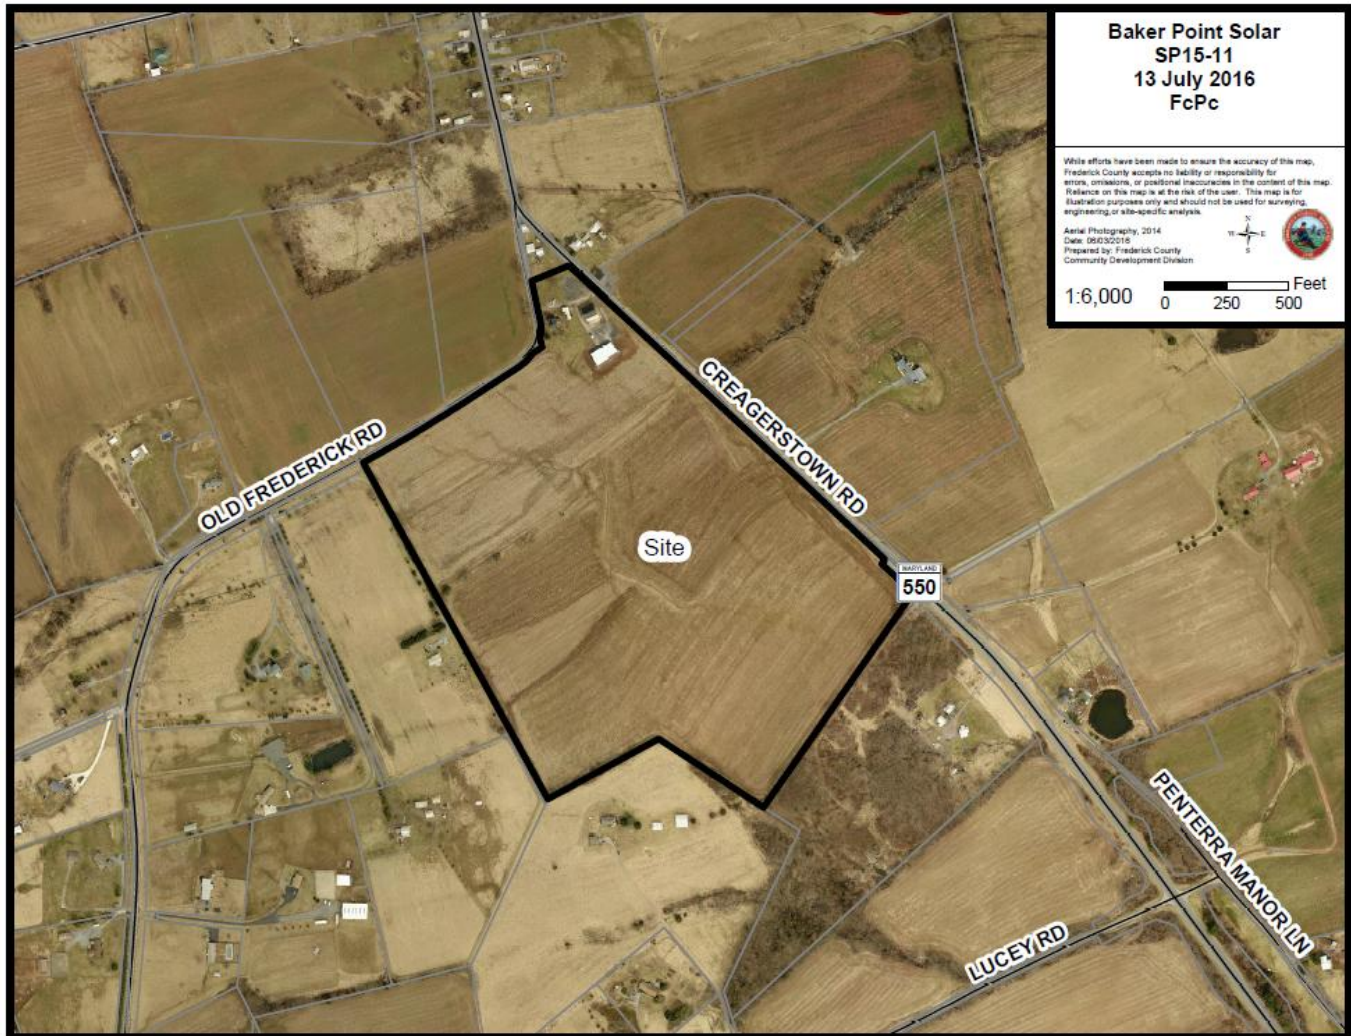 Baker Point Solar
SP15-11
13 July 2016
FcPc
While efforts have been made to ensure the accuracy of this map,
Frederick County accepts no liability or responsibility for
errors, omissions, or positional inaccuracies in the content of this map.
Reliance on this map is at the risk of the user. This map is for
illustration purposes only and should not be used for surveying,
engineering, or site-specific analysis.
Aerial Photography, 2014
Date: 06/03/2016
Prepared by: Frederick County
Community Development Division
N
W E
S
1:6,000
Feet
0 250 500
OLD FREDERICK RD
CREAGERSTOWN RD
Site
MARYLAND
550
PENTERRA MANOR LN
LUCEY RD